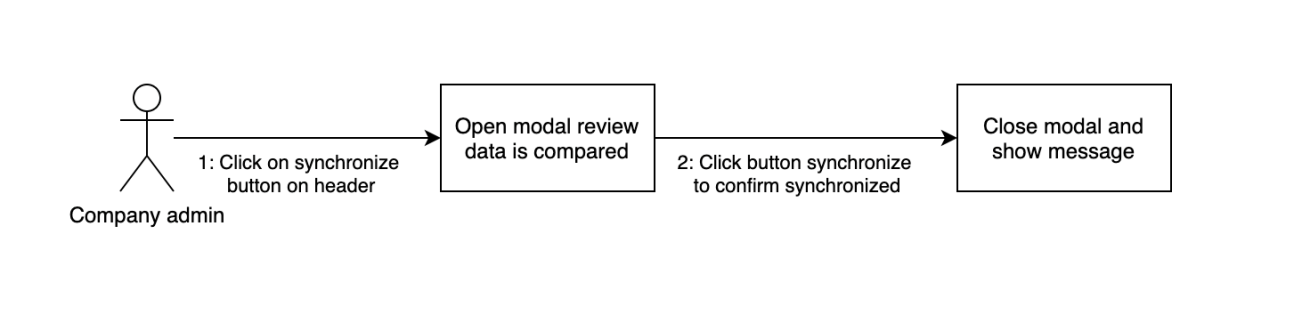 Company admin
1: Click on synchronize
button on header
Open modal review
data is compared
2: Click button synchronize
to confirm synchronized
Close modal and
show message